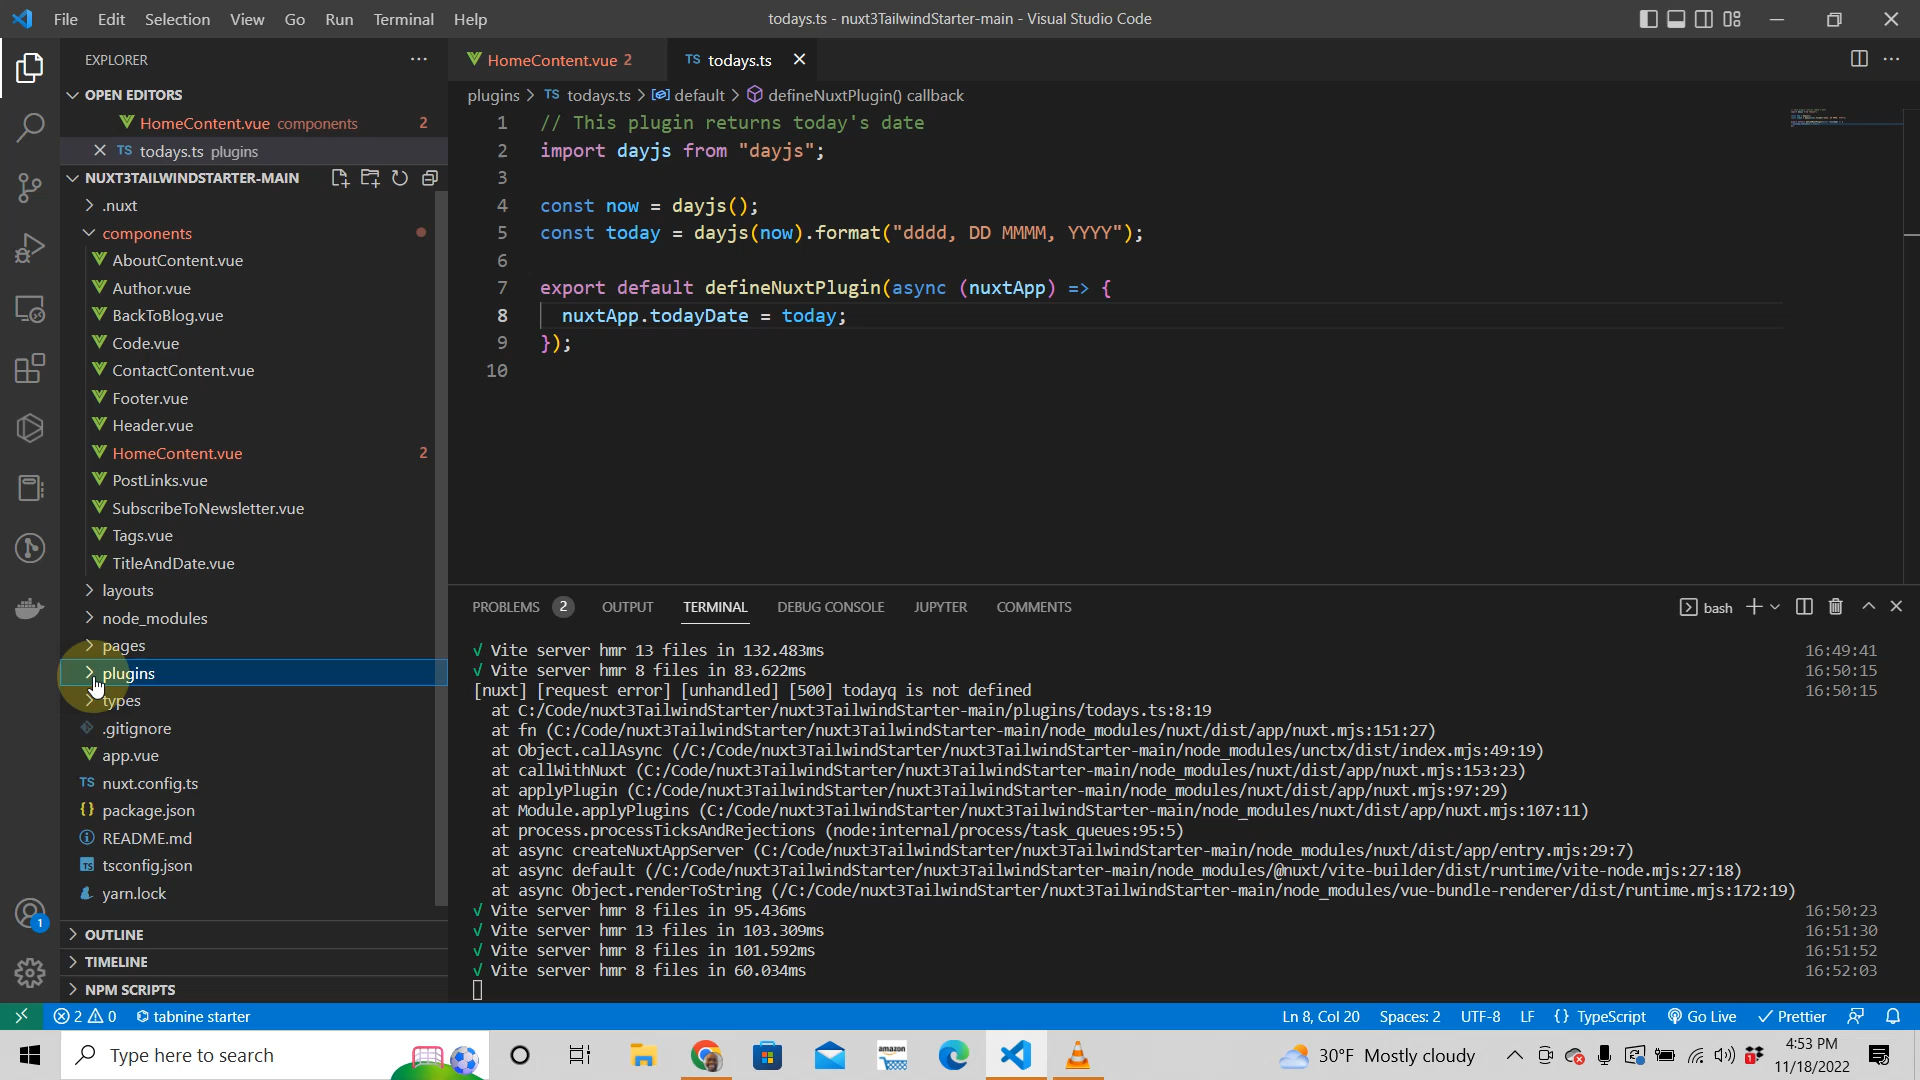 File Edit Selection View Go Run Terminal Help
todays.ts - nuxt3TailwindStarter-main - Visual Studio Code
EXPLORER
OPEN EDITORS
HomeContent.vue components 2
todays.ts plugins
NUXT3TAILWINDSTARTER-MAIN
.nuxt
components
AboutContent.vue
Author.vue
BackToBlog.vue
Code.vue
ContactContent.vue
Footer.vue
Header.vue
HomeContent.vue 2
PostLinks.vue
SubscribeToNewsletter.vue
Tags.vue
TitleAndDate.vue
layouts
node_modules
pages
plugins
types
.gitignore
app.vue
TS nuxt.config.ts
{} package.json
README.md
tsconfig.json
yarn.lock
OUTLINE
TIMELINE
NPM SCRIPTS
HomeContent.vue 2
TS todays.ts
plugins > TS todays.ts > default > defineNuxtPlugin() callback
1 // This plugin returns today's date
2 import dayjs from "dayjs";
3
4 const now = dayjs();
5 const today = dayjs(now).format("dddd, DD MMMM, YYYY");
6
7 export default defineNuxtPlugin(async (nuxtApp) => {
8 nuxtApp.todayDate = today;
9 });
10
PROBLEMS 2 OUTPUT TERMINAL DEBUG CONSOLE JUPYTER COMMENTS
bash
√ Vite server hmr 13 files in 132.483ms 16:49:41
√ Vite server hmr 8 files in 83.622ms 16:50:15
[nuxt] [request error] [unhandled] [500] todayq is not defined 16:50:15
at C:/Code/nuxt3TailwindStarter/nuxt3TailwindStarter-main/plugins/todays.ts:8:19
at fn (C:/Code/nuxt3TailwindStarter/nuxt3TailwindStarter-main/node_modules/nuxt/dist/app/nuxt.mjs:151:27)
at Object.callAsync (/C:/Code/nuxt3TailwindStarter/nuxt3TailwindStarter-main/node_modules/unctx/dist/index.mjs:49:19)
at callWithNuxt (C:/Code/nuxt3TailwindStarter/nuxt3TailwindStarter-main/node_modules/nuxt/dist/app/nuxt.mjs:153:23)
at applyPlugin (C:/Code/nuxt3TailwindStarter/nuxt3TailwindStarter-main/node_modules/nuxt/dist/app/nuxt.mjs:97:29)
at Module.applyPlugins (C:/Code/nuxt3TailwindStarter/nuxt3TailwindStarter-main/node_modules/nuxt/dist/app/nuxt.mjs:107:11)
at process.processTicksAndRejections (node:internal/process/task_queues:95:5)
at async createNuxtAppServer (C:/Code/nuxt3TailwindStarter/nuxt3TailwindStarter-main/node_modules/nuxt/dist/app/entry.mjs:29:7)
at async default (/C:/Code/nuxt3TailwindStarter/nuxt3TailwindStarter-main/node_modules/@nuxt/vite-builder/dist/runtime/vite-node.mjs:27:18)
at async Object.renderToString (/C:/Code/nuxt3TailwindStarter/nuxt3TailwindStarter-main/node_modules/vue-bundle-renderer/dist/runtime.mjs:172:19)
√ Vite server hmr 8 files in 95.436ms 16:50:23
√ Vite server hmr 13 files in 103.309ms 16:51:30
√ Vite server hmr 8 files in 101.592ms 16:51:52
√ Vite server hmr 8 files in 60.034ms 16:52:03
1
2 0 tabnine starter Ln 8, Col 20 Spaces: 2 UTF-8 LF {} TypeScript Go Live Prettier
Type here to search
amazon
30°F Mostly cloudy
4:53 PM
11/18/2022